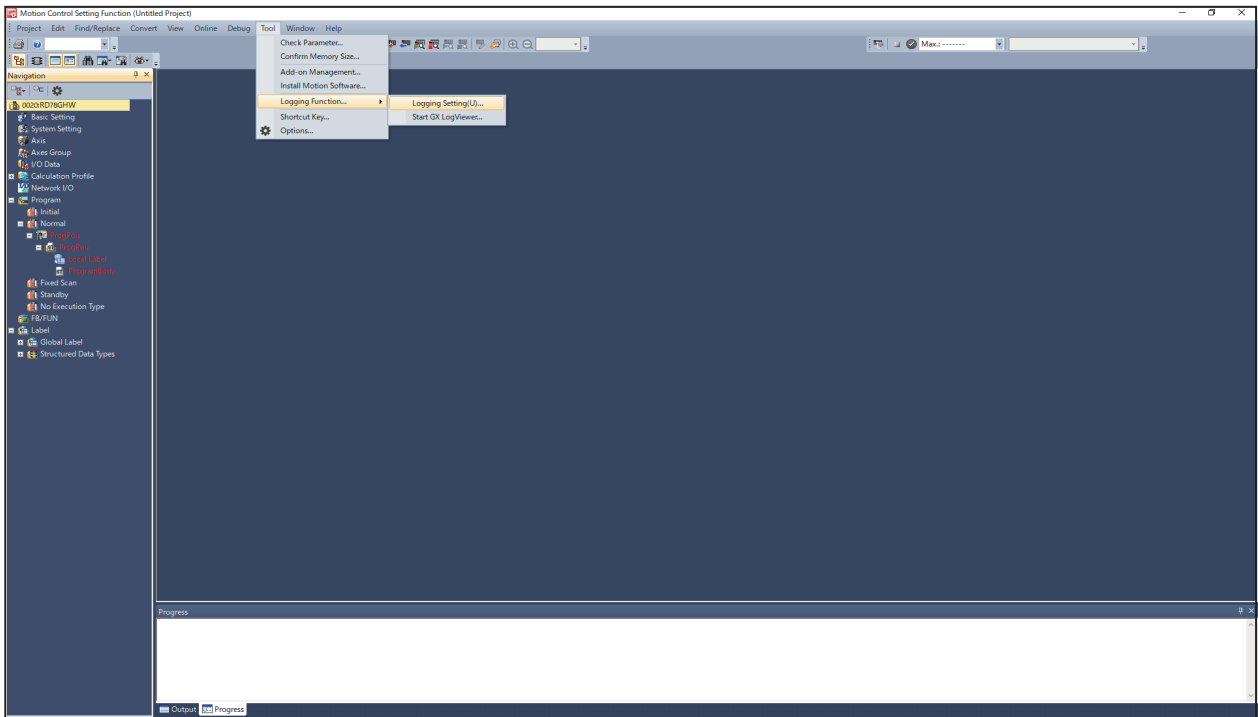 Motion Control Setting Function (Untitled Project)
Project Edit Find/Replace Convert View Online Debug Tool Window Help
Max.: -------
Check Parameter...
Confirm Memory Size...
Add-on Management...
Install Motion Software...
Logging Function...
Shortcut Key...
Options...
Logging Setting(U)...
Start GX LogViewer...
Navigation
0020:RD78GHW
Basic Setting
System Setting
Axis
Axes Group
I/O Data
Calculation Profile
Network I/O
Program
Initial
Normal
ProgPou
ProgPou
Local Label
ProgramBody
Fixed Scan
Standby
No Execution Type
FB/FUN
Label
Global Label
Structured Data Types
Progress
Output Progress